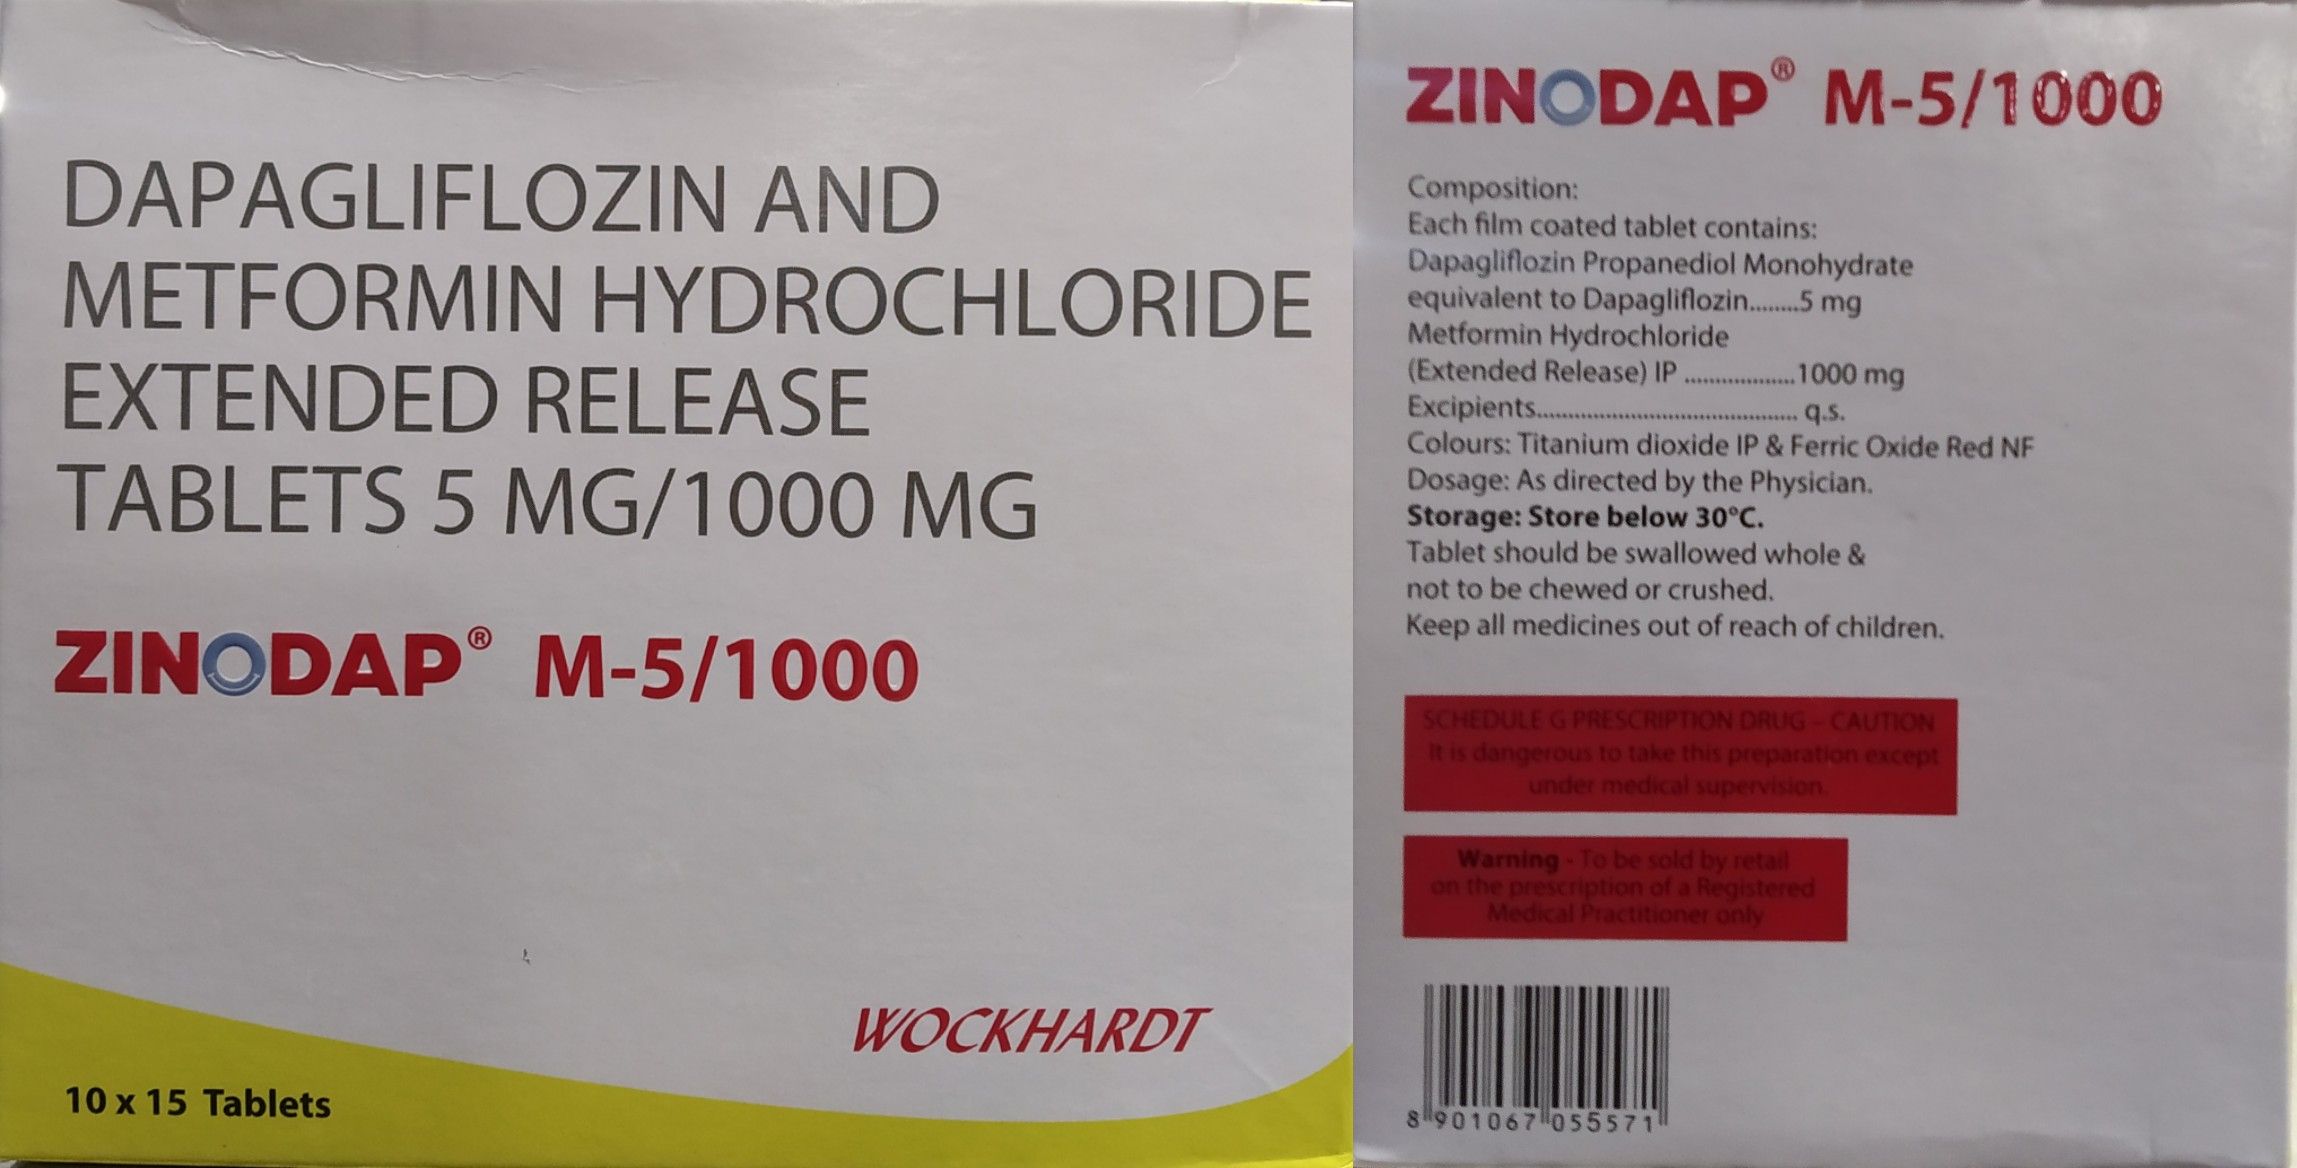 DAPAGLIFLOZIN AND
METFORMIN HYDROCHLORIDE
EXTENDED RELEASE
TABLETS 5 MG/1000 MG
ZINODAP® M-5/1000
WOCKHARDT
10 x 15 Tablets
ZINODAP® M-5/1000
Composition:
Each film coated tablet contains:
Dapagliflozin Propanediol Monohydrate
equivalent to Dapagliflozin........5 mg
Metformin Hydrochloride
(Extended Release) IP ..................1000 mg
Excipients.......................................... q.s.
Colours: Titanium dioxide IP & Ferric Oxide Red NF
Dosage: As directed by the Physician.
Storage: Store below 30°C.
Tablet should be swallowed whole &
not to be chewed or crushed.
Keep all medicines out of reach of children.
SCHEDULE G PRESCRIPTION DRUG – CAUTION
It is dangerous to take this preparation except
under medical supervision.
Warning - To be sold by retail
on the prescription of a Registered
Medical Practitioner only
8 901067 055571